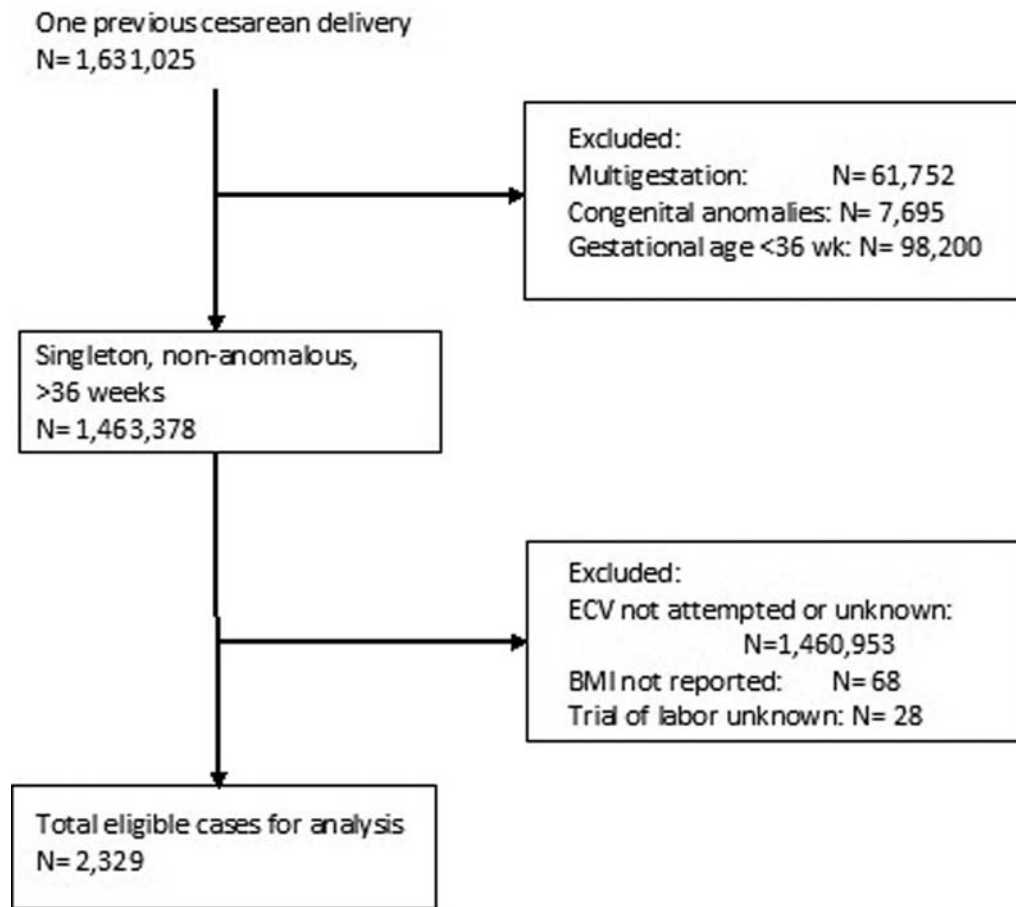 One previous cesarean delivery
N= 1,631,025
Excluded:
Multigestation: N= 61,752
Congenital anomalies: N= 7,695
Gestational age <36 wk: N= 98,200
Singleton, non-anomalous,
>36 weeks
N= 1,463,378
Excluded:
ECV not attempted or unknown:
N=1,460,953
BMI not reported: N= 68
Trial of labor unknown: N= 28
Total eligible cases for analysis
N= 2,329